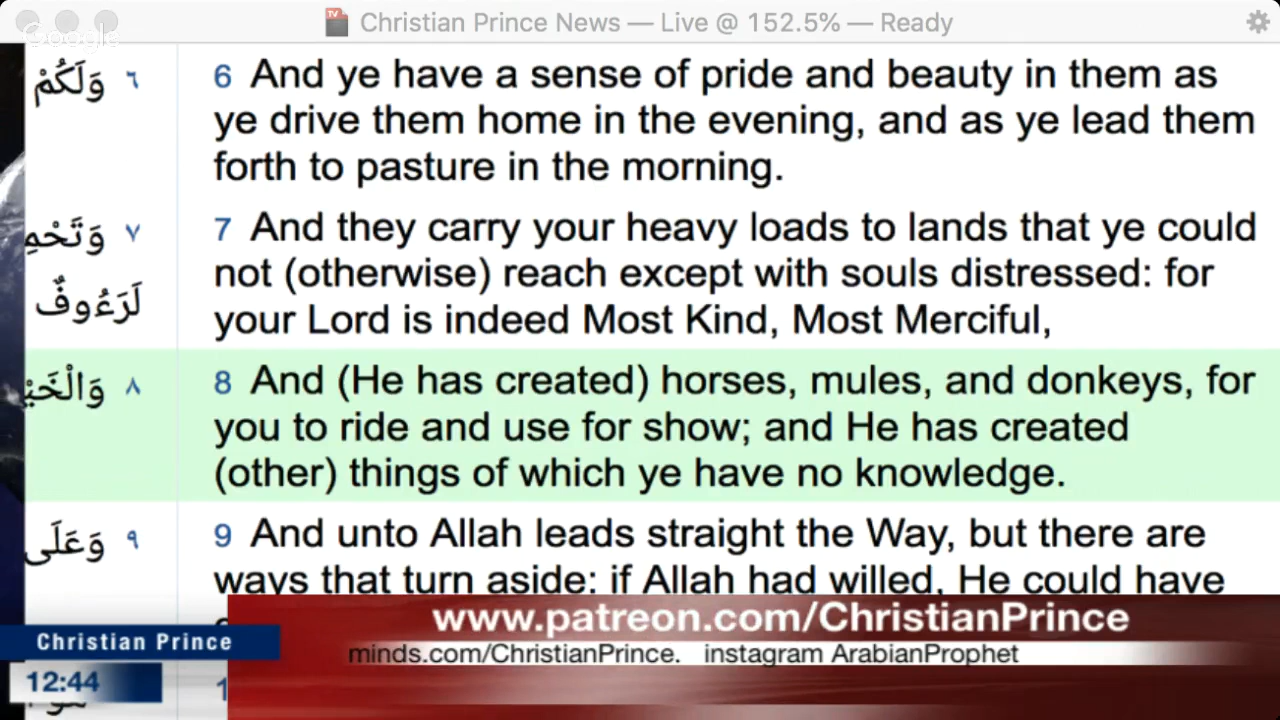 Christian Prince News — Live @ 152.5% — Ready
Google
6 And ye have a sense of pride and beauty in them as
ye drive them home in the evening, and as ye lead them
forth to pasture in the morning.
وَلَكُمْ ٦
7 And they carry your heavy loads to lands that ye could
not (otherwise) reach except with souls distressed: for
your Lord is indeed Most Kind, Most Merciful,
وَتَحْمِ ٧
لَرَءُوفٌ
8 And (He has created) horses, mules, and donkeys, for
you to ride and use for show; and He has created
(other) things of which ye have no knowledge.
وَالْخَيْ ٨
9 And unto Allah leads straight the Way, but there are
ways that turn aside: if Allah had willed, He could have
وَعَلَى ٩
www.patreon.com/ChristianPrince
minds.com/ChristianPrince. instagram ArabianProphet
Christian Prince
12:44